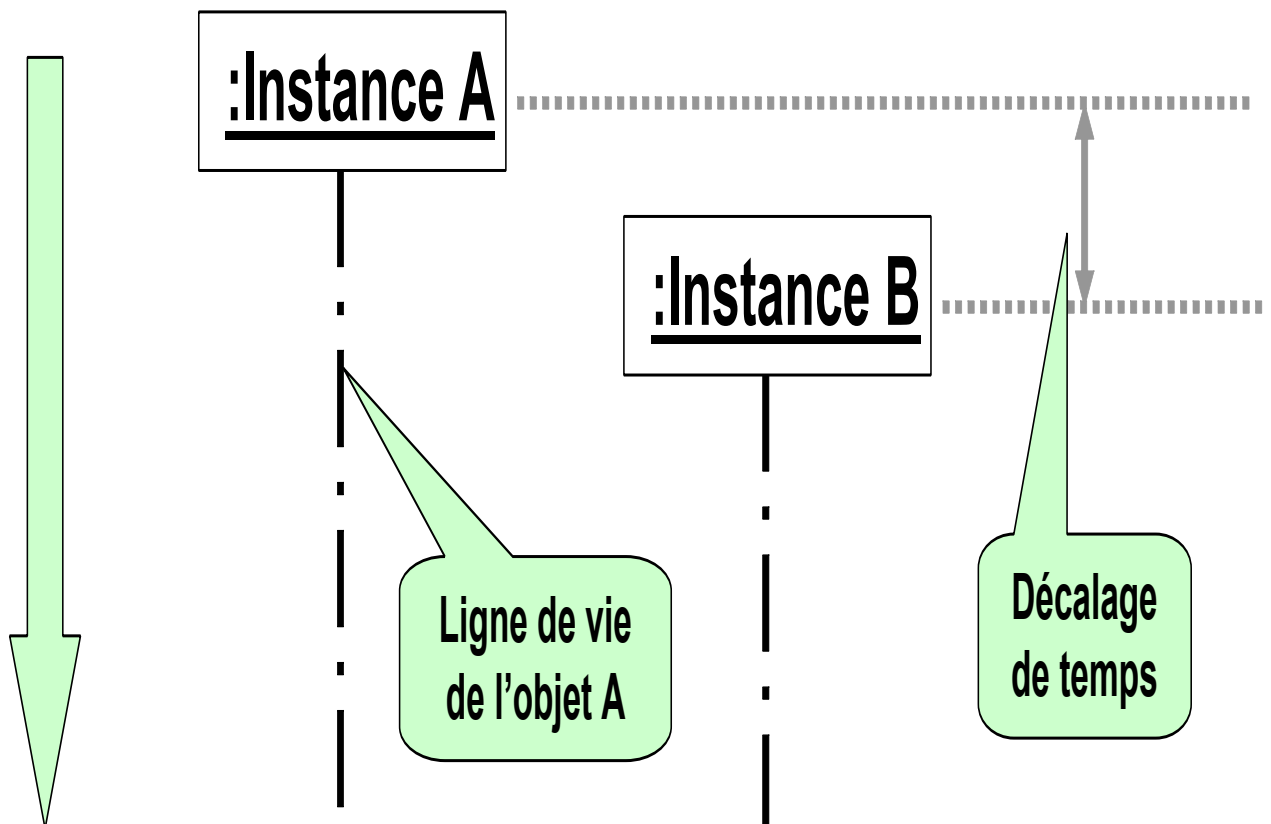 :Instance A
:Instance B
Ligne de vie
de l’objet A
Décalage
de temps